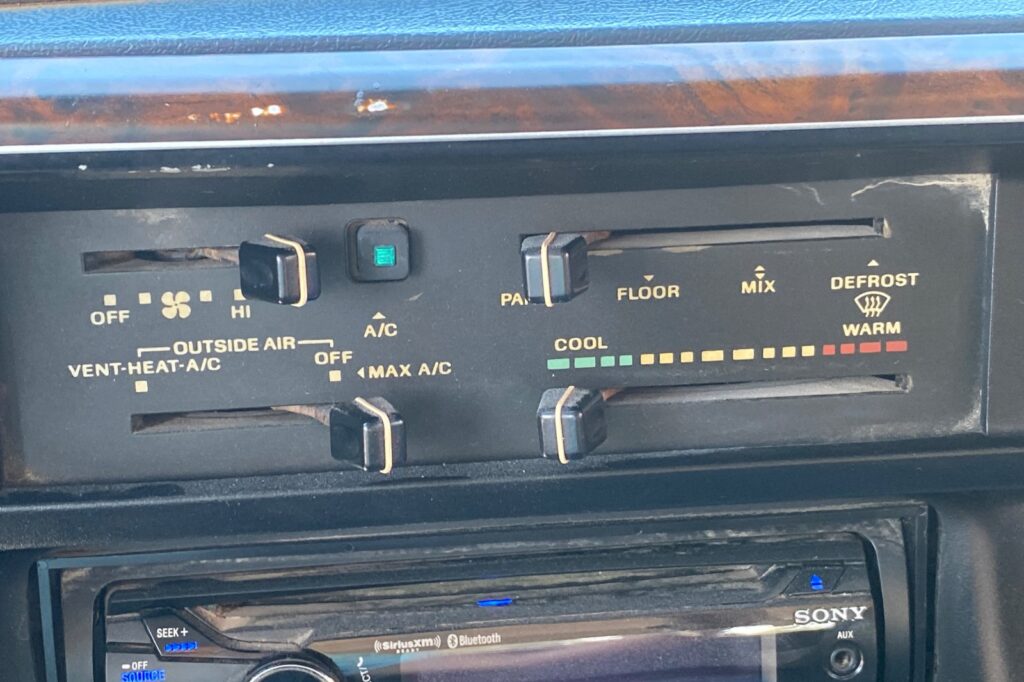 OFF HI
A/C
OUTSIDE AIR
VENT-HEAT-A/C
OFF
MAX A/C
FLOOR
MIX
DEFROST
COOL
WARM
SEEK +
OFF
SOURCE
SiriusXM
Bluetooth
SONY
AUX